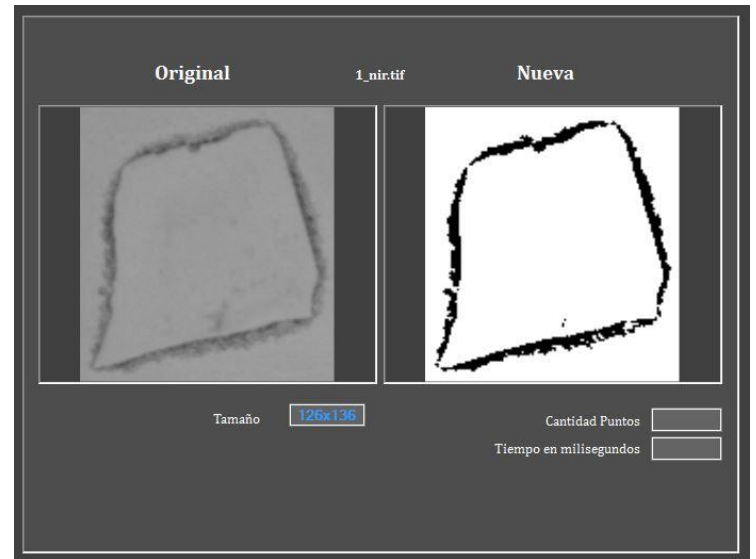 Original
1_nir.tif
Nueva
Tamaño
126x136
Cantidad Puntos
Tiempo en milisegundos